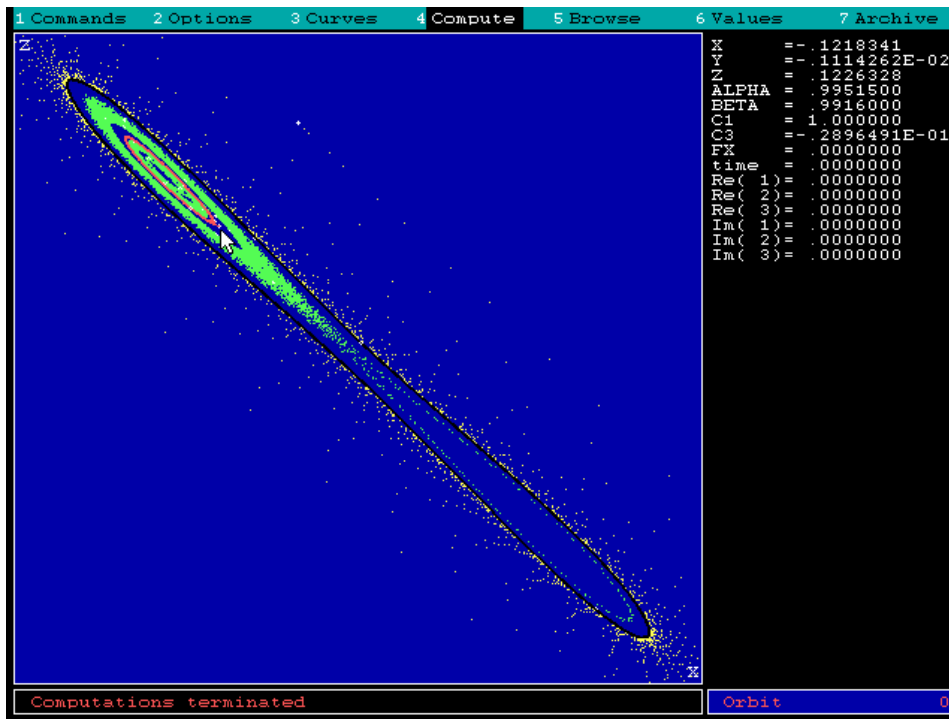 1 Commands 2 Options 3 Curves 4 Compute 5 Browse 6 Values 7 Archive
Z
X
X =-.1218341
Y =-.1114262E-02
Z = .1226328
ALPHA = .9951500
BETA = .9916000
C1 = 1.000000
C3 =-.2896491E-01
FX = .0000000
time = .0000000
Re( 1)= .0000000
Re( 2)= .0000000
Re( 3)= .0000000
Im( 1)= .0000000
Im( 2)= .0000000
Im( 3)= .0000000
Computations terminated
Orbit 0